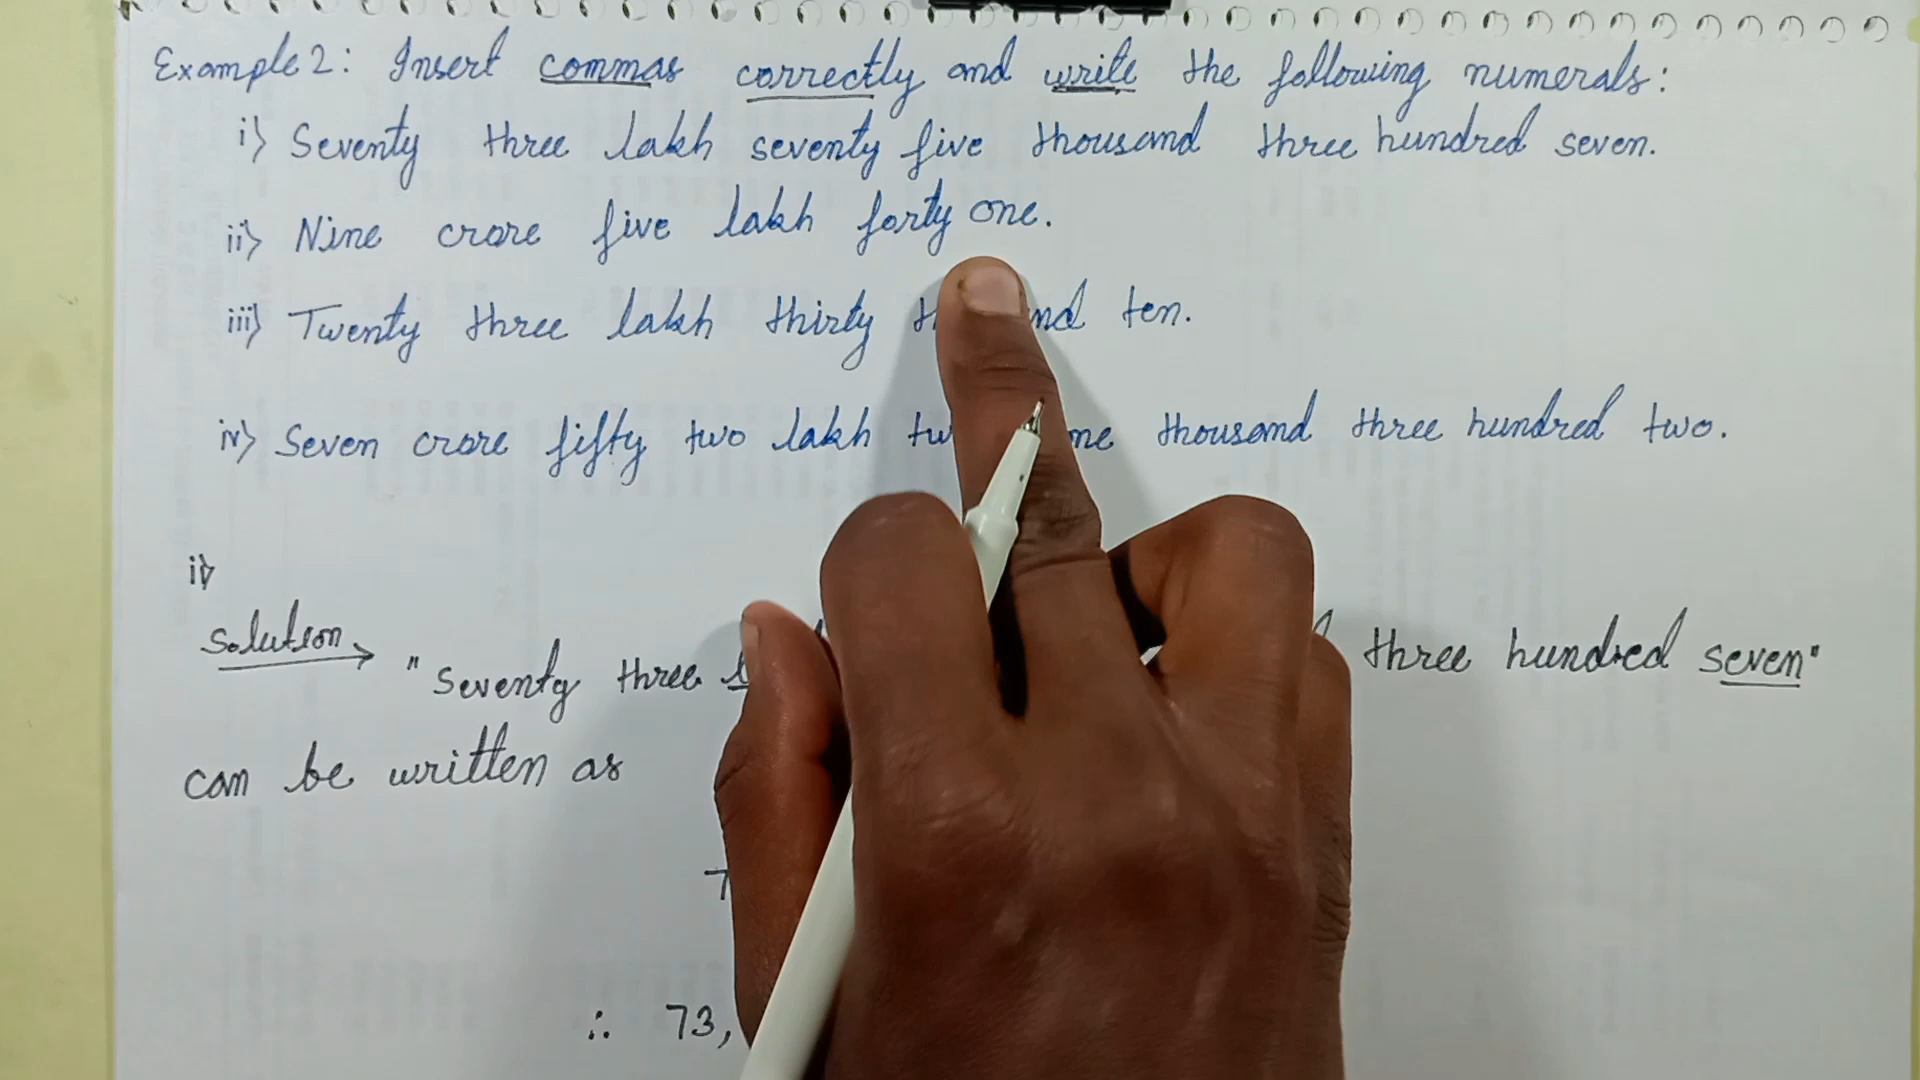 Example 2: Insert commas correctly and write the following numerals:
i) Seventy three lakh seventy five thousand three hundred seven.
ii) Nine crore five lakh forty one.
iii) Twenty three lakh thirty ten.
iv) Seven crore fifty two lakh thousand three hundred two.
i)
Solution → "Seventy three three hundred seven"
can be written as
7
∴ 73,